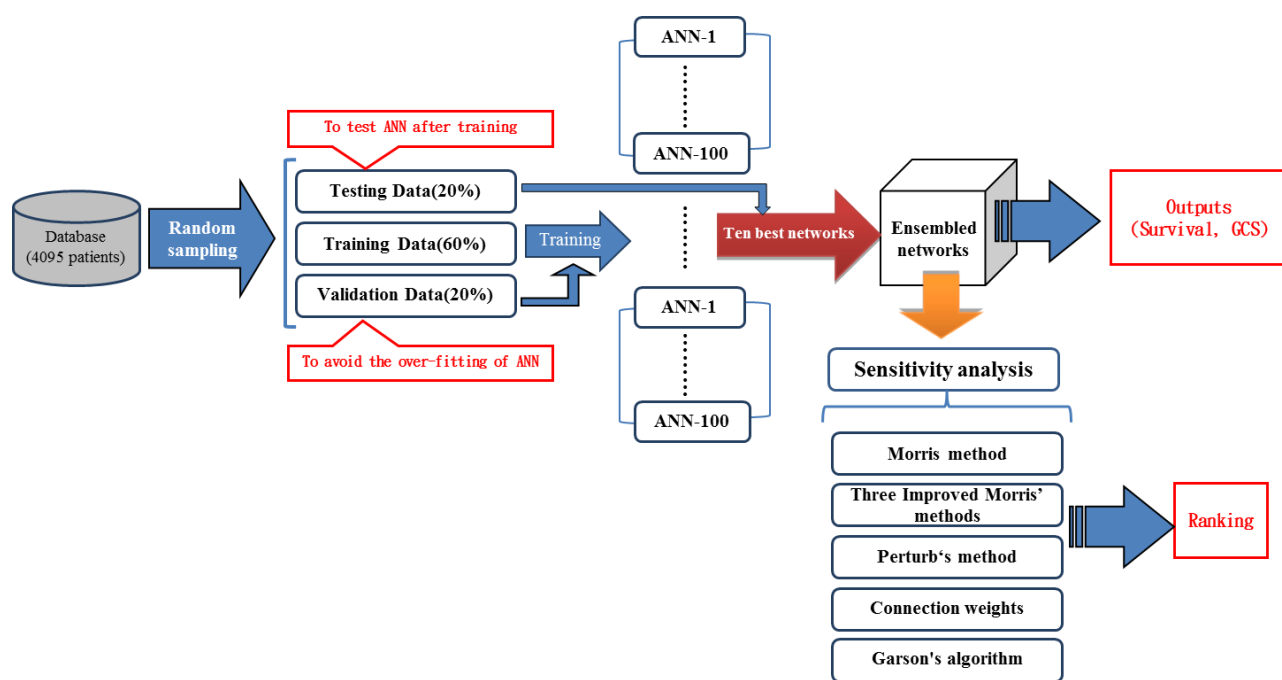 Database
(4095 patients)
Random
sampling
To test ANN after training
Testing Data(20%)
Training Data(60%)
Validation Data(20%)
To avoid the over-fitting of ANN
Training
ANN-1
ANN-100
ANN-1
ANN-100
Ten best networks
Ensembled
networks
Outputs
(Survival, GCS)
Sensitivity analysis
Morris method
Three Improved Morris’
methods
Perturb‘s method
Connection weights
Garson's algorithm
Ranking